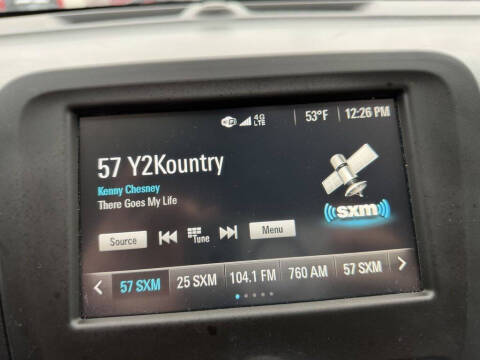 4G
LTE
53°F
12:26 PM
57 Y2Kountry
Kenny Chesney
There Goes My Life
sxm
Source
Tune
Menu
57 SXM 25 SXM 104.1 FM 760 AM 57 SXM